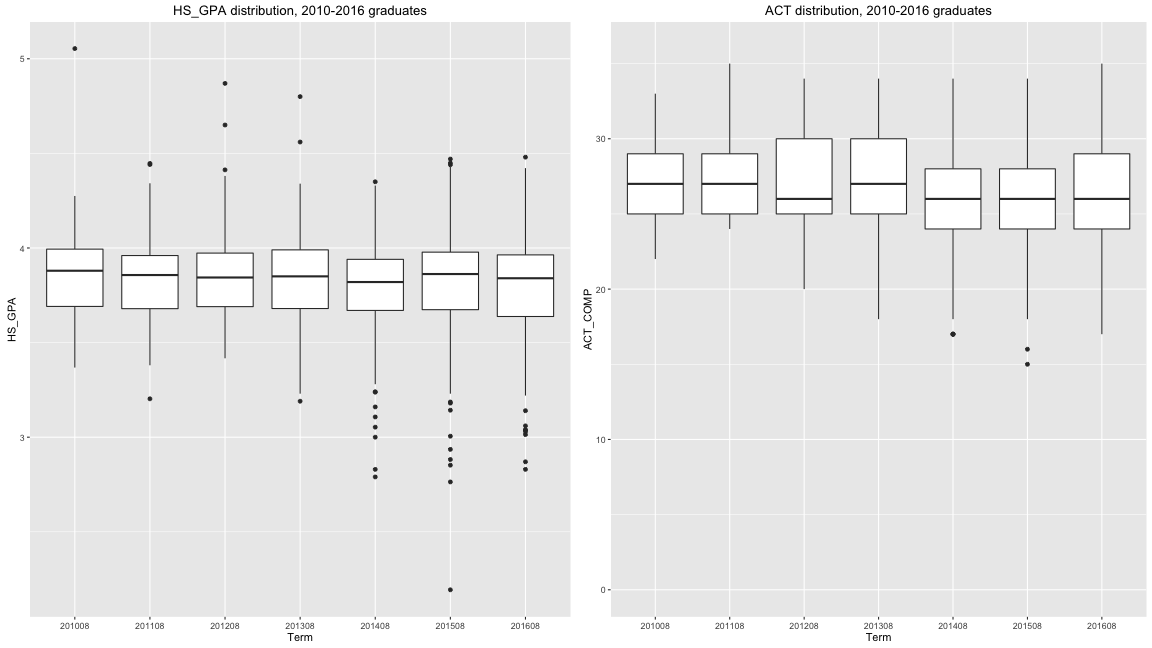 HS_GPA distribution, 2010-2016 graduates
5
4
3
HS_GPA
201008 201108 201208 201308 201408 201508 201608
Term
ACT distribution, 2010-2016 graduates
30
20
10
0
ACT_COMP
201008 201108 201208 201308 201408 201508 201608
Term